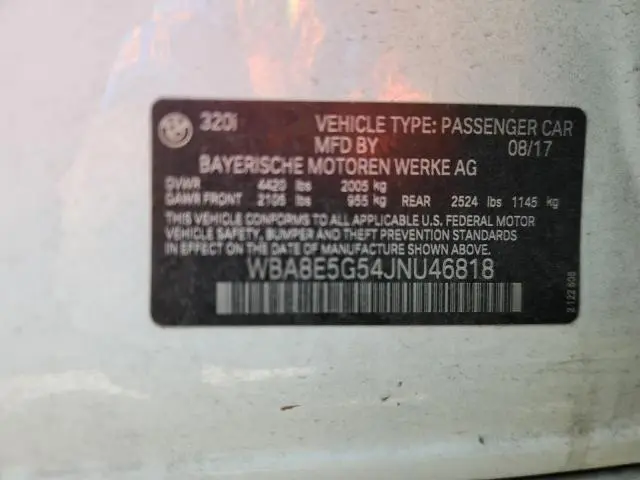 320i VEHICLE TYPE: PASSENGER CAR
MFD BY 08/17
BAYERISCHE MOTOREN WERKE AG
GVWR 4420 lbs 2005 kg
GAWR FRONT 2105 lbs 955 kg REAR 2524 lbs 1145 kg
THIS VEHICLE CONFORMS TO ALL APPLICABLE U.S. FEDERAL MOTOR
VEHICLE SAFETY, BUMPER AND THEFT PREVENTION STANDARDS IN
EFFECT ON THE DATE OF MANUFACTURE SHOWN ABOVE.
WBA8E5G54JNU46818